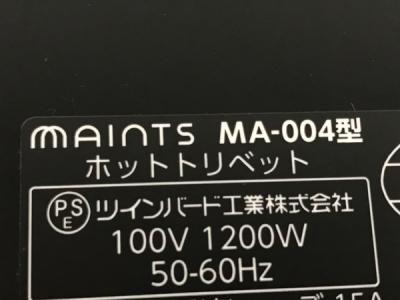 MAINTS MA-004型
ホットトリベット
PS
E
ツインバード工業株式会社
100V 1200W
50-60Hz